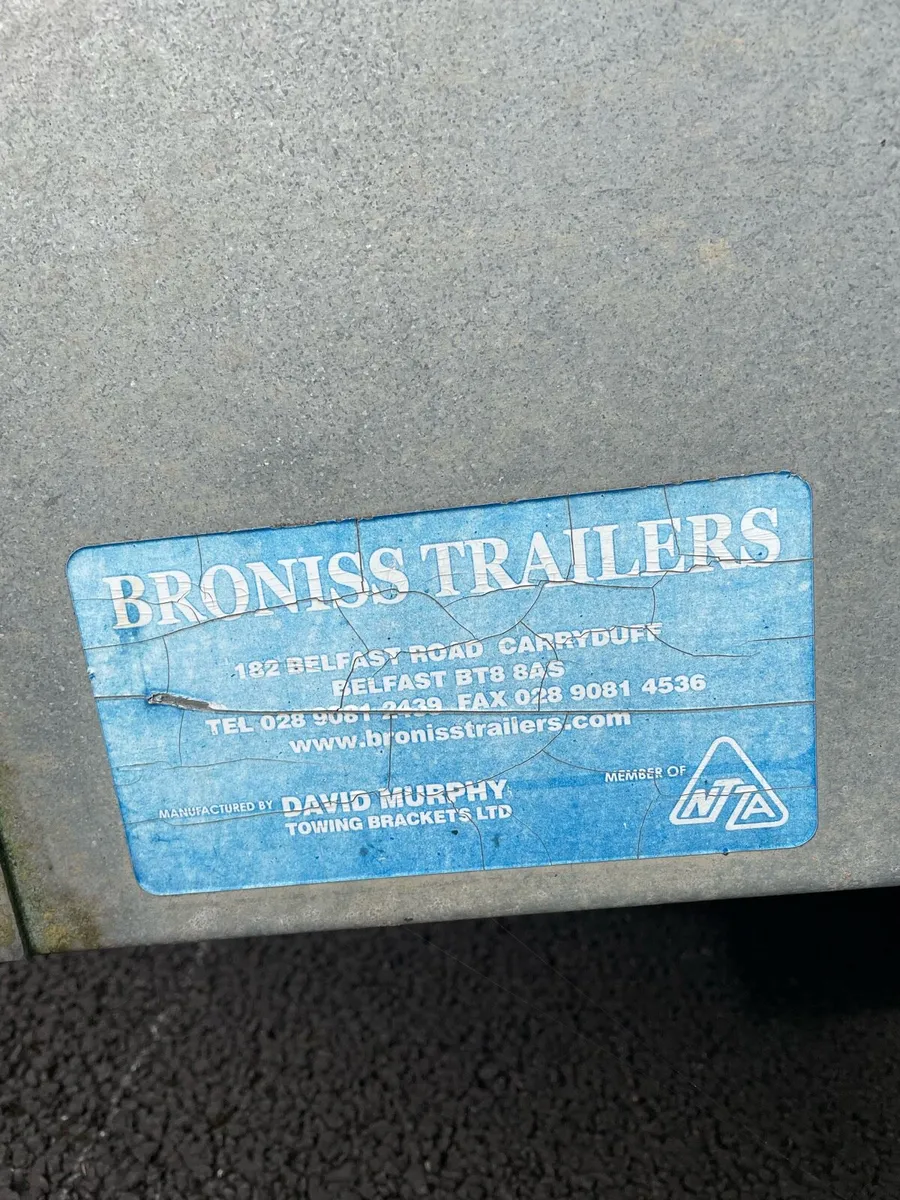 BRONISS TRAILERS
182 BELFAST ROAD CARRYDUFF
BELFAST BT8 8AS
TEL 028 9081 2439 FAX 028 9081 4536
www.bronisstrailers.com
MANUFACTURED BY DAVID MURPHY
TOWING BRACKETS LTD
MEMBER OF
NTTA